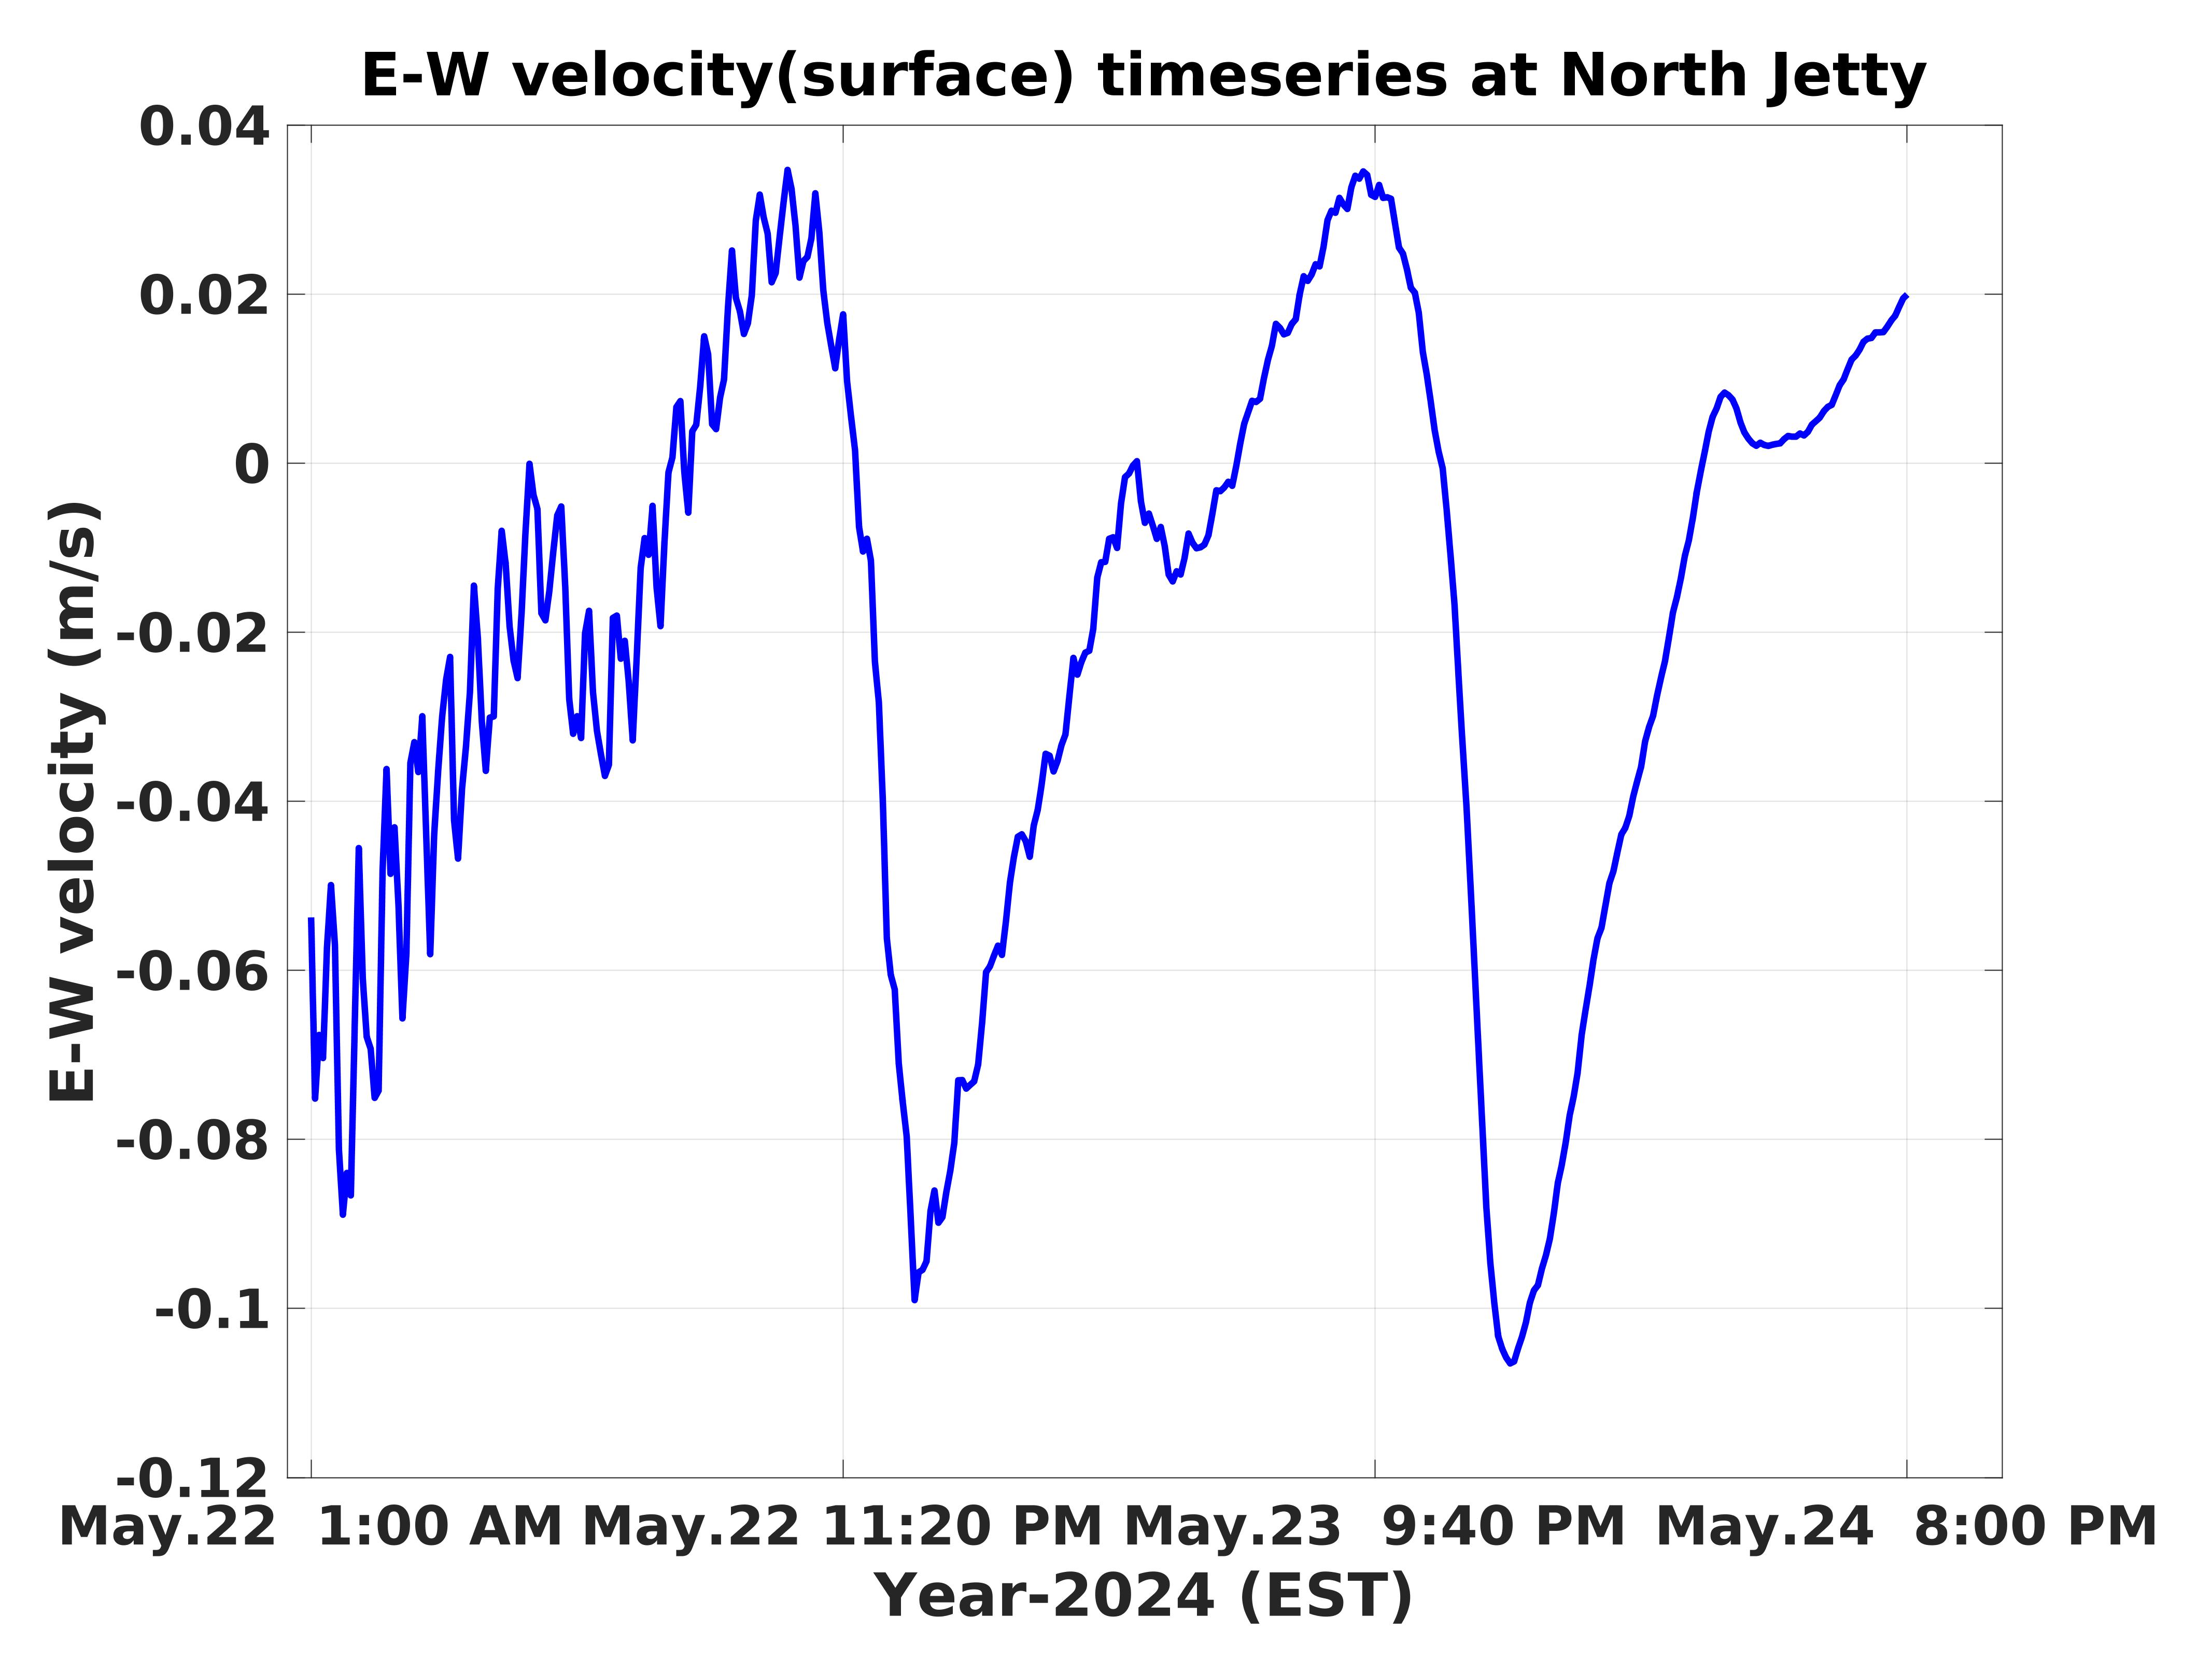 E-W velocity(surface) timeseries at North Jetty
E-W velocity (m/s)
0.04
0.02
0
-0.02
-0.04
-0.06
-0.08
-0.1
-0.12
May.22 1:00 AM May.22 11:20 PM May.23 9:40 PM May.24 8:00 PM
Year-2024 (EST)